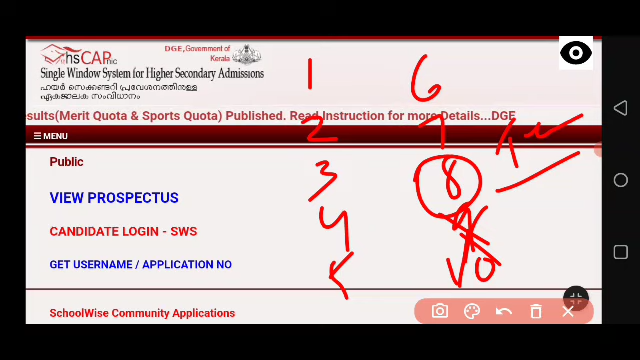 hsCAP
DGE, Government of
Kerala
Single Window System for Higher Secondary Admissions
ഹയര്‍ സെക്കണ്ടറി പ്രവേശനത്തിനുള്ള
ഏകജാലക സംവിധാനം
sults(Merit Quota & Sports Quota) Published. Read Instruction for more Details...DGE
MENU
Public
VIEW PROSPECTUS
CANDIDATE LOGIN - SWS
GET USERNAME / APPLICATION NO
SchoolWise Community Applications
1 6
2 7
3 8
4
5 10